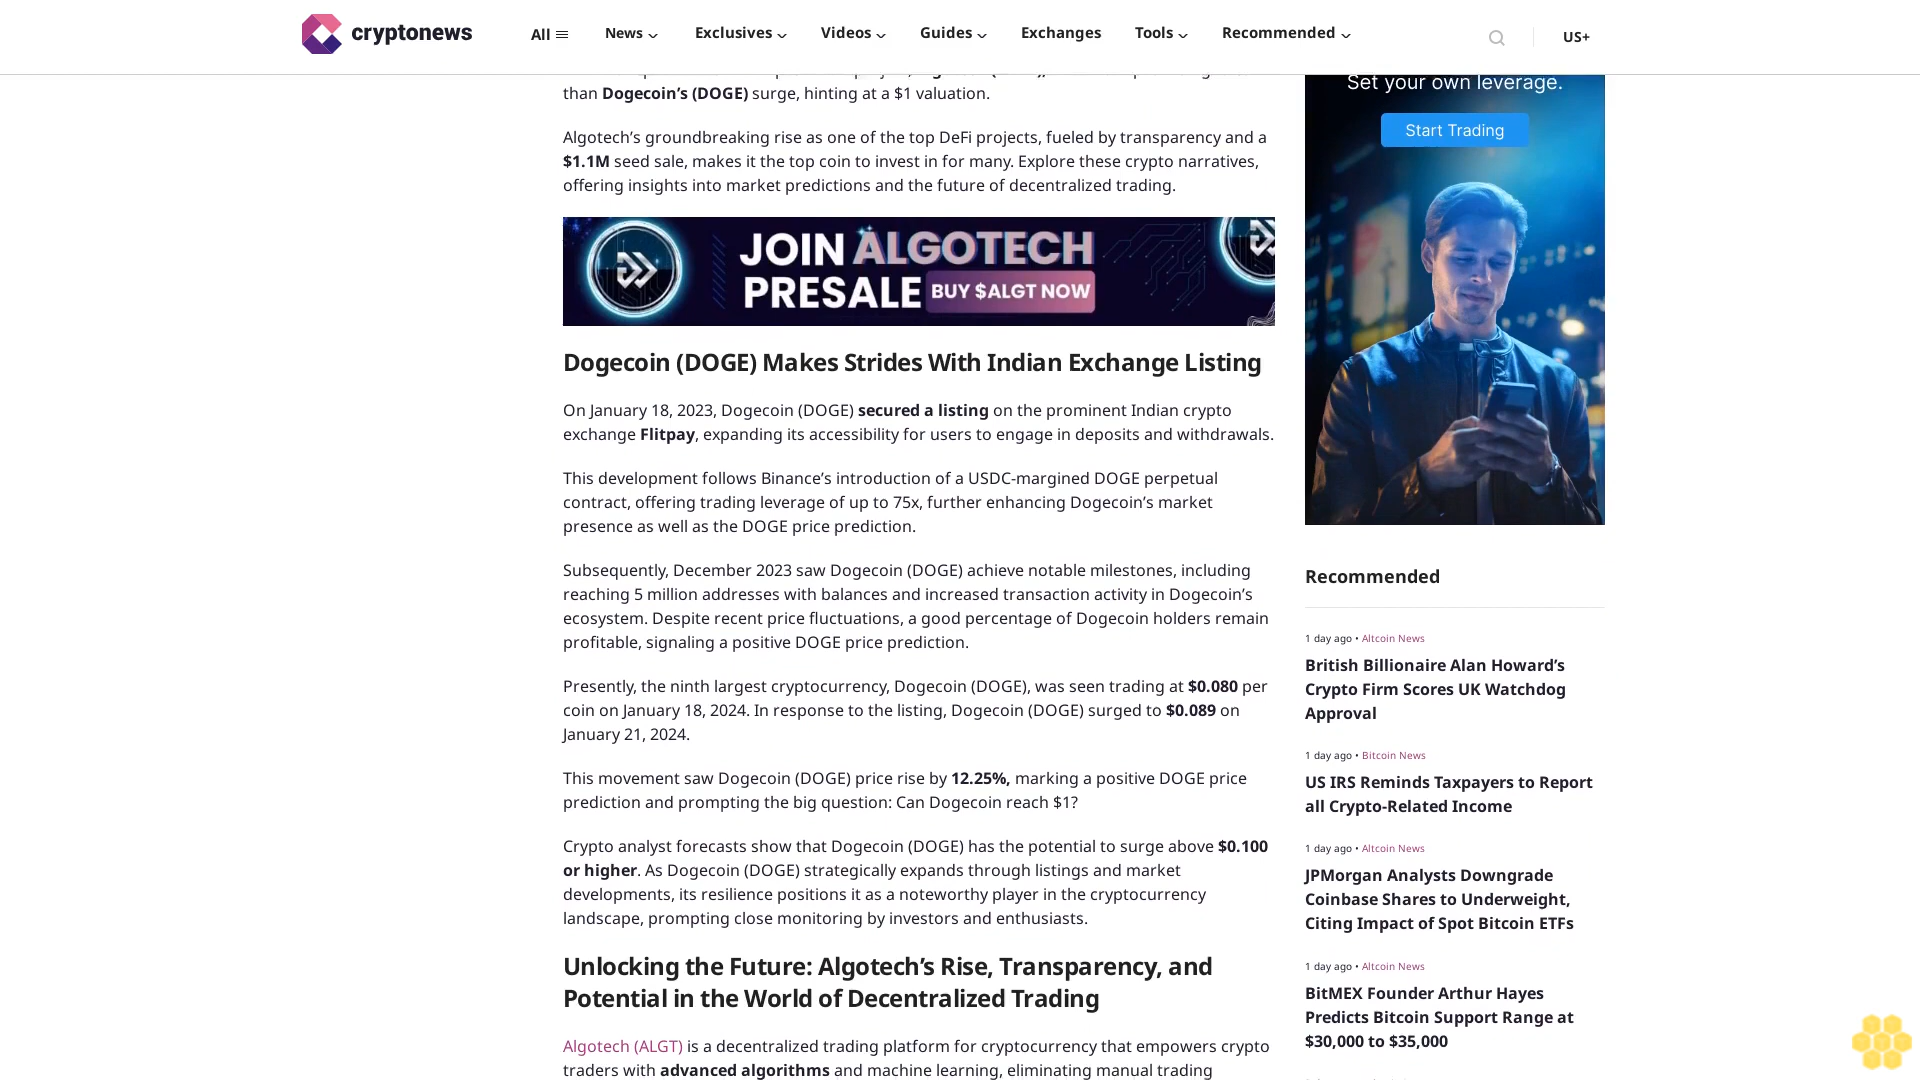 cryptonews
All
News
Exclusives
Videos
Guides
Exchanges
Tools
Recommended
US+
than Dogecoin’s (DOGE) surge, hinting at a $1 valuation.
Algotech’s groundbreaking rise as one of the top DeFi projects, fueled by transparency and a
$1.1M seed sale, makes it the top coin to invest in for many. Explore these crypto narratives,
offering insights into market predictions and the future of decentralized trading.
JOIN ALGOTECH
PRESALE BUY $ALGT NOW
Dogecoin (DOGE) Makes Strides With Indian Exchange Listing
On January 18, 2023, Dogecoin (DOGE) secured a listing on the prominent Indian crypto
exchange Flitpay, expanding its accessibility for users to engage in deposits and withdrawals.
This development follows Binance’s introduction of a USDC-margined DOGE perpetual
contract, offering trading leverage of up to 75x, further enhancing Dogecoin’s market
presence as well as the DOGE price prediction.
Subsequently, December 2023 saw Dogecoin (DOGE) achieve notable milestones, including
reaching 5 million addresses with balances and increased transaction activity in Dogecoin’s
ecosystem. Despite recent price fluctuations, a good percentage of Dogecoin holders remain
profitable, signaling a positive DOGE price prediction.
Presently, the ninth largest cryptocurrency, Dogecoin (DOGE), was seen trading at $0.080 per
coin on January 18, 2024. In response to the listing, Dogecoin (DOGE) surged to $0.089 on
January 21, 2024.
This movement saw Dogecoin (DOGE) price rise by 12.25%, marking a positive DOGE price
prediction and prompting the big question: Can Dogecoin reach $1?
Crypto analyst forecasts show that Dogecoin (DOGE) has the potential to surge above $0.100
or higher. As Dogecoin (DOGE) strategically expands through listings and market
developments, its resilience positions it as a noteworthy player in the cryptocurrency
landscape, prompting close monitoring by investors and enthusiasts.
Unlocking the Future: Algotech’s Rise, Transparency, and
Potential in the World of Decentralized Trading
Algotech (ALGT) is a decentralized trading platform for cryptocurrency that empowers crypto
traders with advanced algorithms and machine learning, eliminating manual trading
Set your own leverage.
Start Trading
Recommended
1 day ago • Altcoin News
British Billionaire Alan Howard’s
Crypto Firm Scores UK Watchdog
Approval
1 day ago • Bitcoin News
US IRS Reminds Taxpayers to Report
all Crypto-Related Income
1 day ago • Altcoin News
JPMorgan Analysts Downgrade
Coinbase Shares to Underweight,
Citing Impact of Spot Bitcoin ETFs
1 day ago • Altcoin News
BitMEX Founder Arthur Hayes
Predicts Bitcoin Support Range at
$30,000 to $35,000